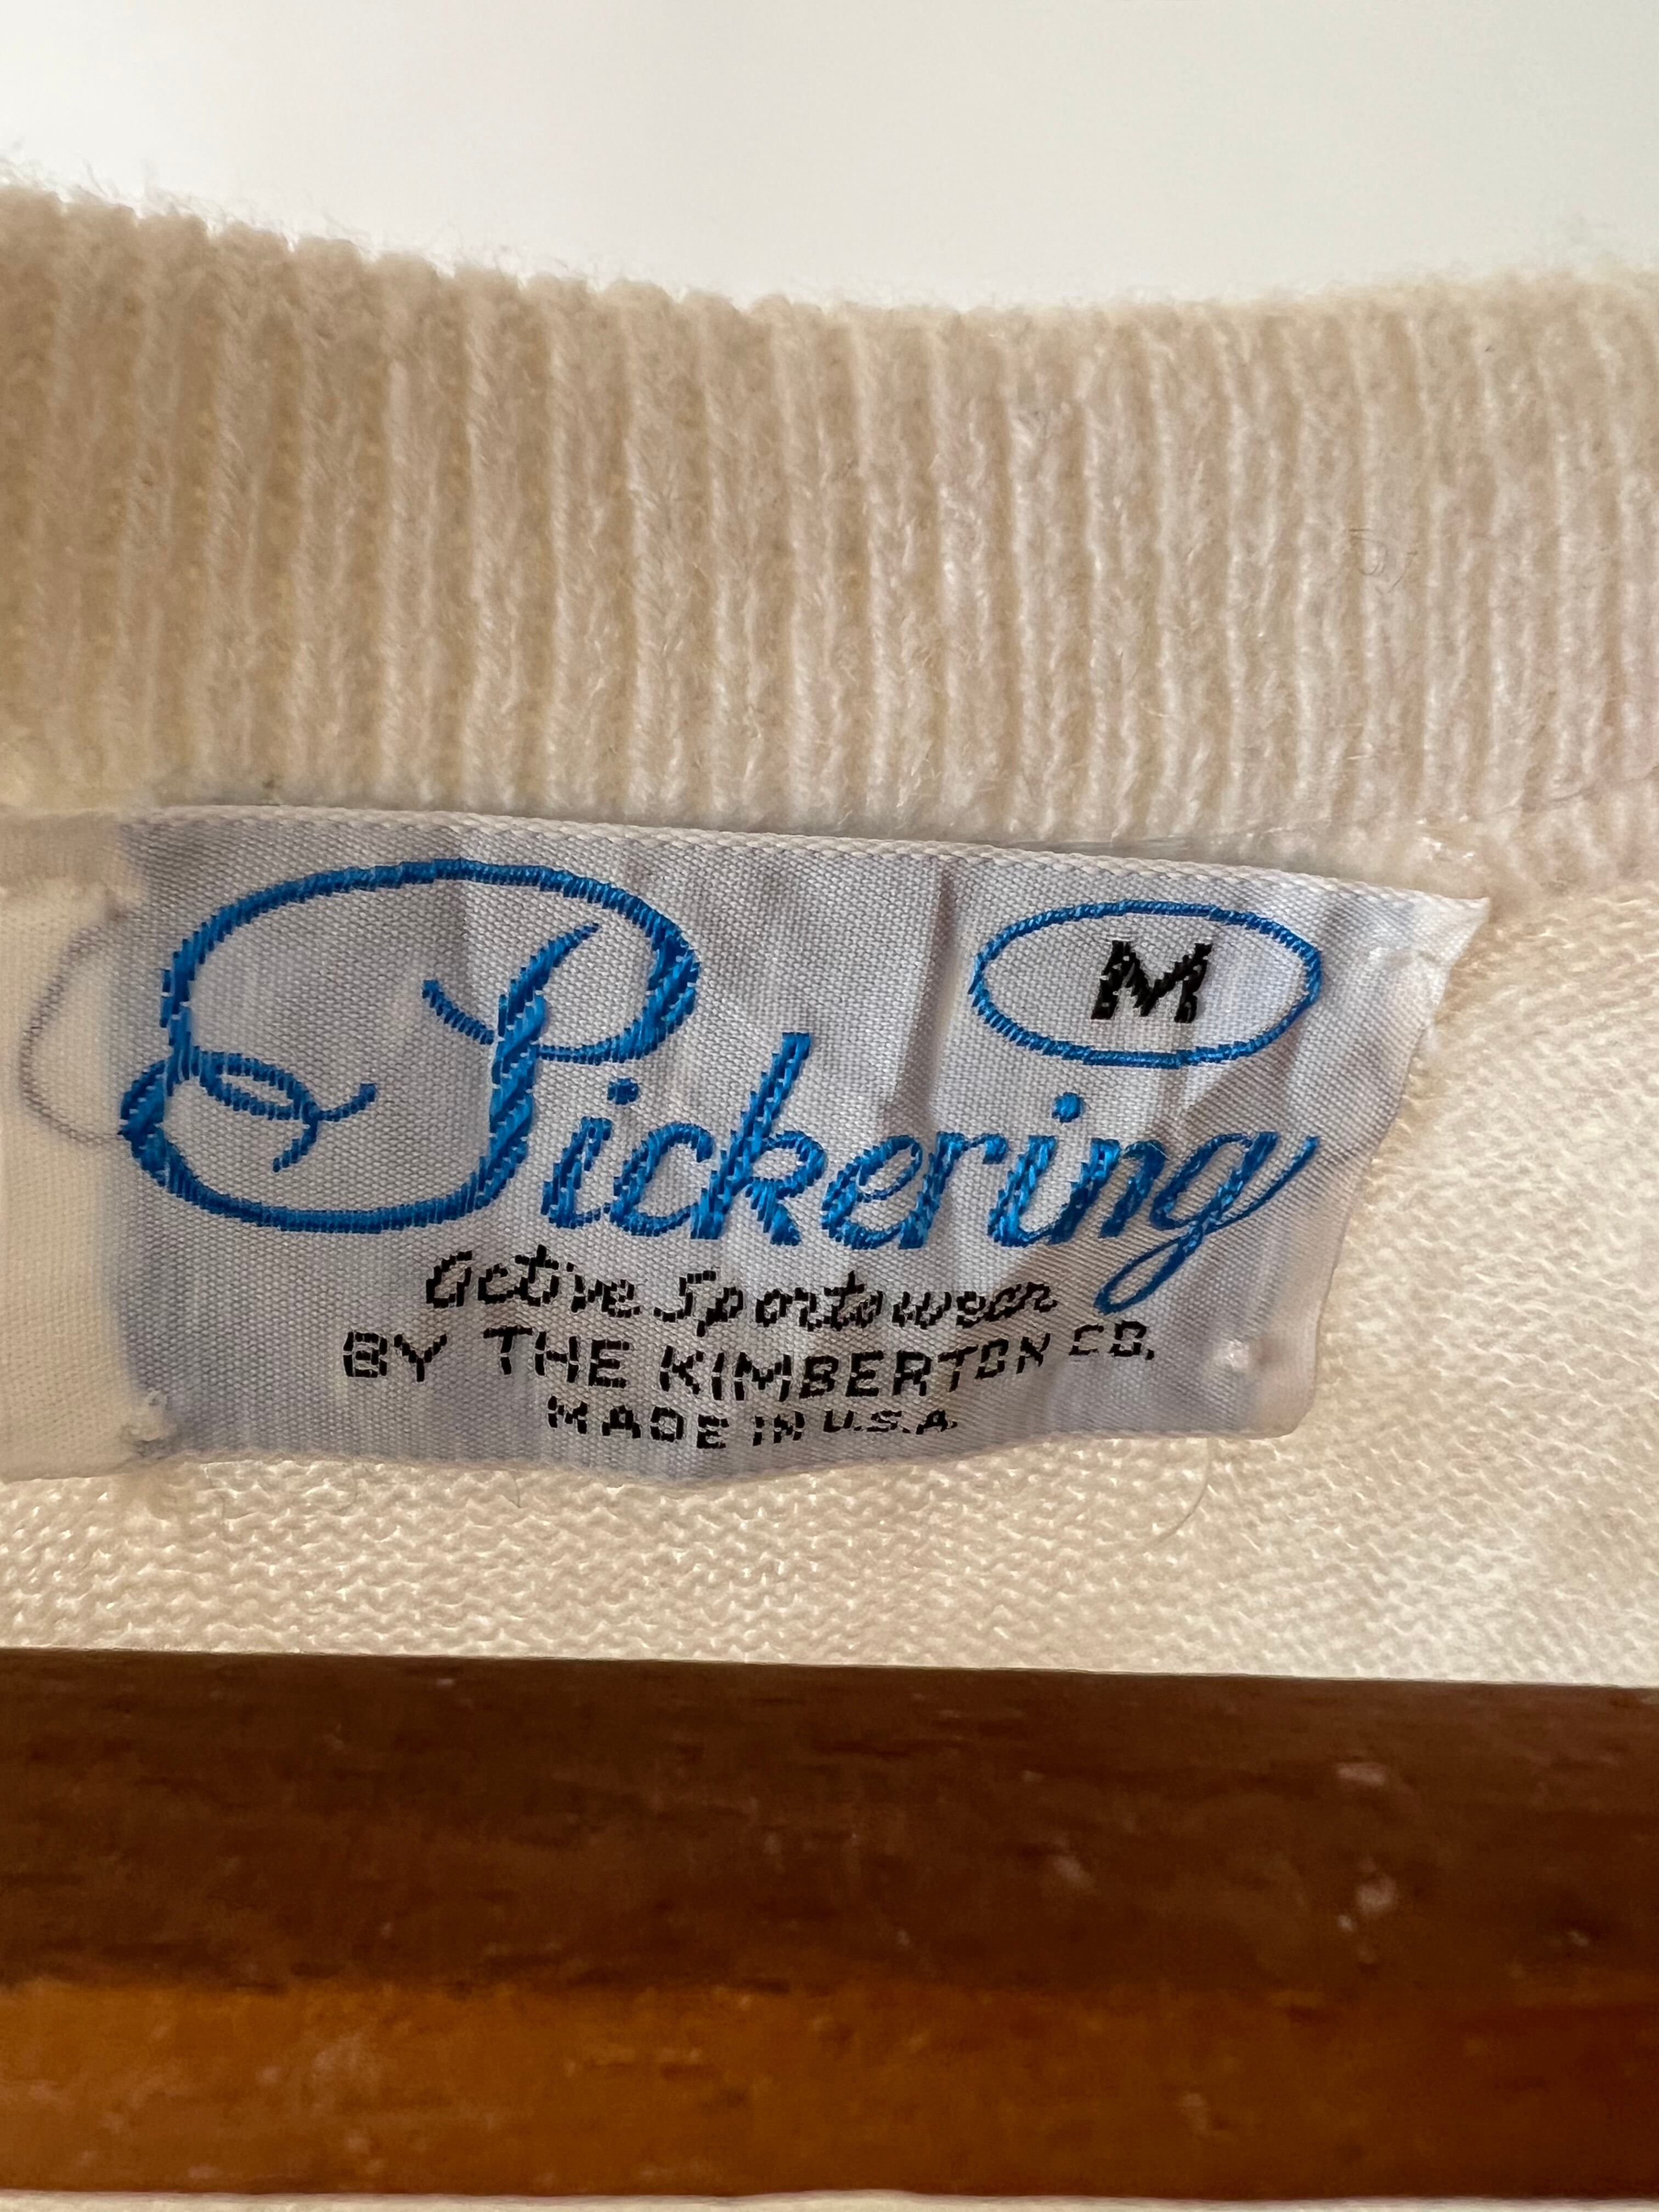 M
Pickering
Active Sportswear
BY THE KIMBERTON CO.
MADE IN U.S.A.